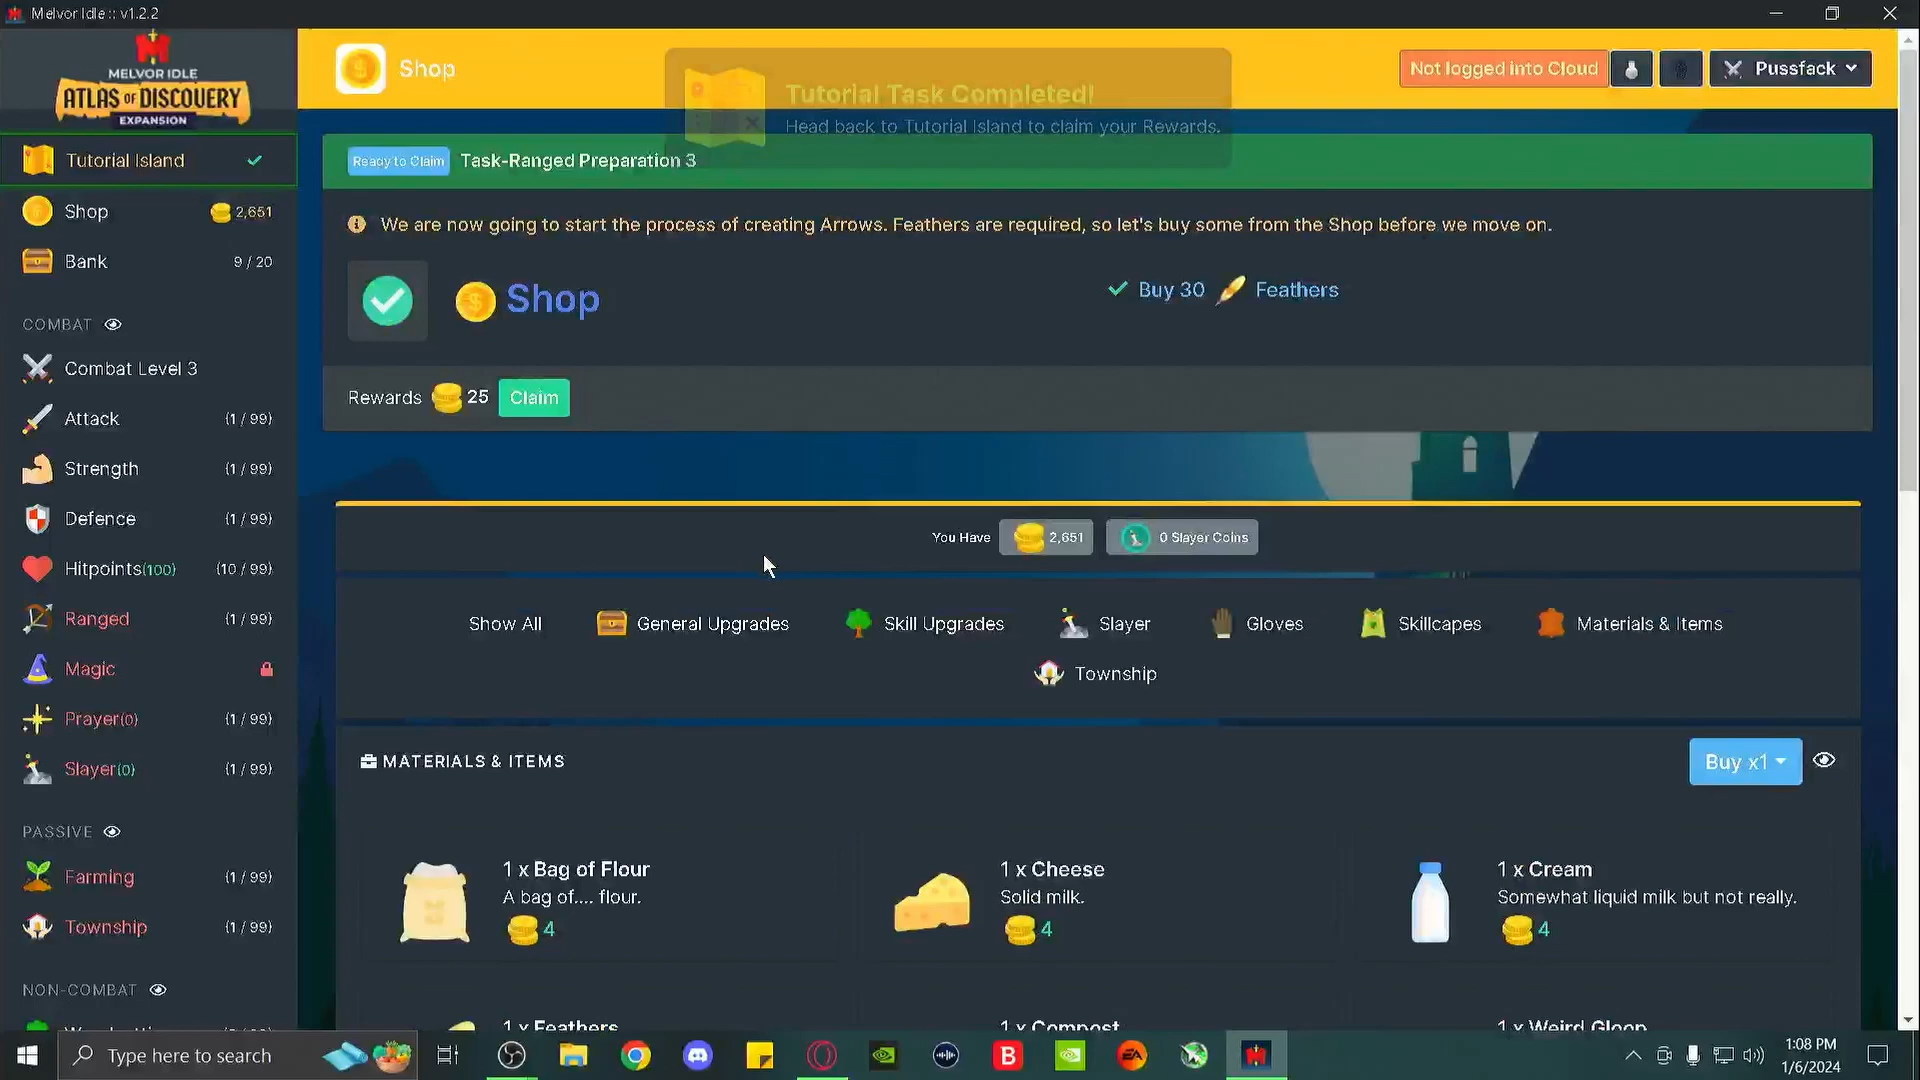 Melvor Idle :: v1.2.2
MELVOR IDLE
ATLAS OF DISCOVERY
EXPANSION
Shop
Tutorial Task Completed!
Head back to Tutorial Island to claim your Rewards.
Not logged into Cloud
Pussfack
Tutorial Island
Shop 2,651
Bank 9 / 20
COMBAT
Combat Level 3
Attack (1 / 99)
Strength (1 / 99)
Defence (1 / 99)
Hitpoints(100) (10 / 99)
Ranged (1 / 99)
Magic
Prayer(0) (1 / 99)
Slayer(0) (1 / 99)
PASSIVE
Farming (1 / 99)
Township (1 / 99)
NON-COMBAT
Ready to Claim Task-Ranged Preparation 3
We are now going to start the process of creating Arrows. Feathers are required, so let's buy some from the Shop before we move on.
Shop
Buy 30 Feathers
Rewards 25 Claim
You Have 2,651 0 Slayer Coins
Show All General Upgrades Skill Upgrades Slayer Gloves Skillcapes Materials & Items
Township
MATERIALS & ITEMS
Buy x1
1 x Bag of Flour
A bag of.... flour.
4
1 x Cheese
Solid milk.
4
1 x Cream
Somewhat liquid milk but not really.
4
1 x Feathers
1 x Compost
1 x Weird Gloop
Type here to search
1:08 PM
1/6/2024